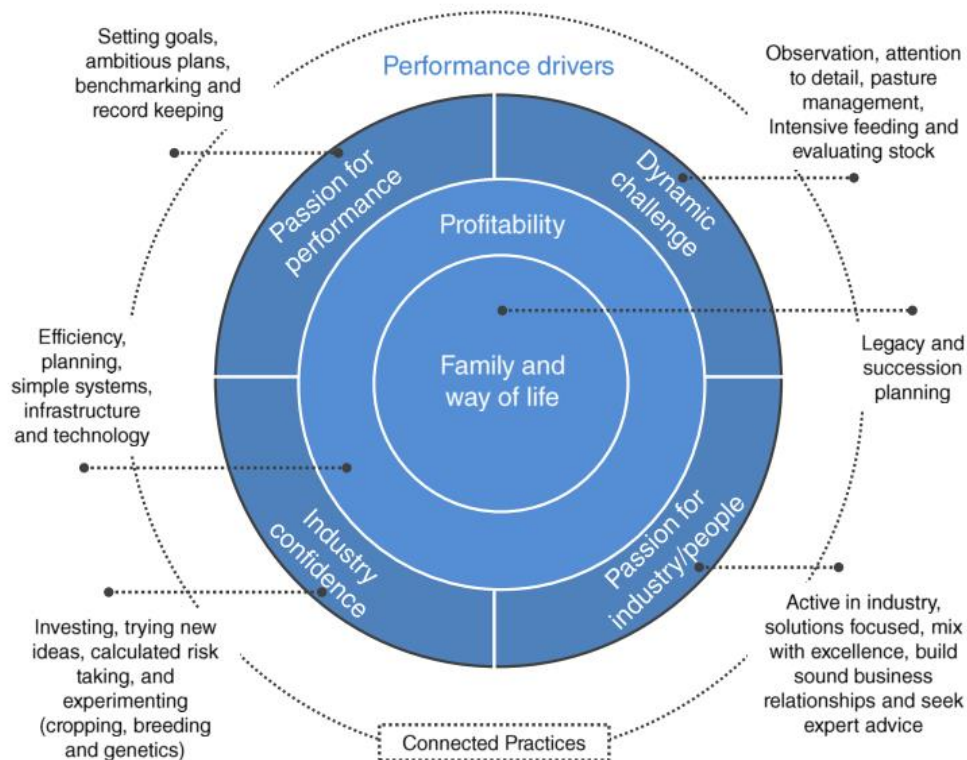 Setting goals,
ambitious plans,
benchmarking and
record keeping
Performance drivers
Observation, attention
to detail, pasture
management,
Intensive feeding and
evaluating stock
Passion for
performance
Dynamic
challenge
Profitability
Family and
way of life
Efficiency,
planning,
simple systems,
infrastructure
and technology
Legacy and
succession
planning
Industry
confidence
Passion for
industry/people
Investing, trying new
ideas, calculated risk
taking, and
experimenting
(cropping, breeding
and genetics)
Active in industry,
solutions focused, mix
with excellence, build
sound business
relationships and seek
expert advice
Connected Practices